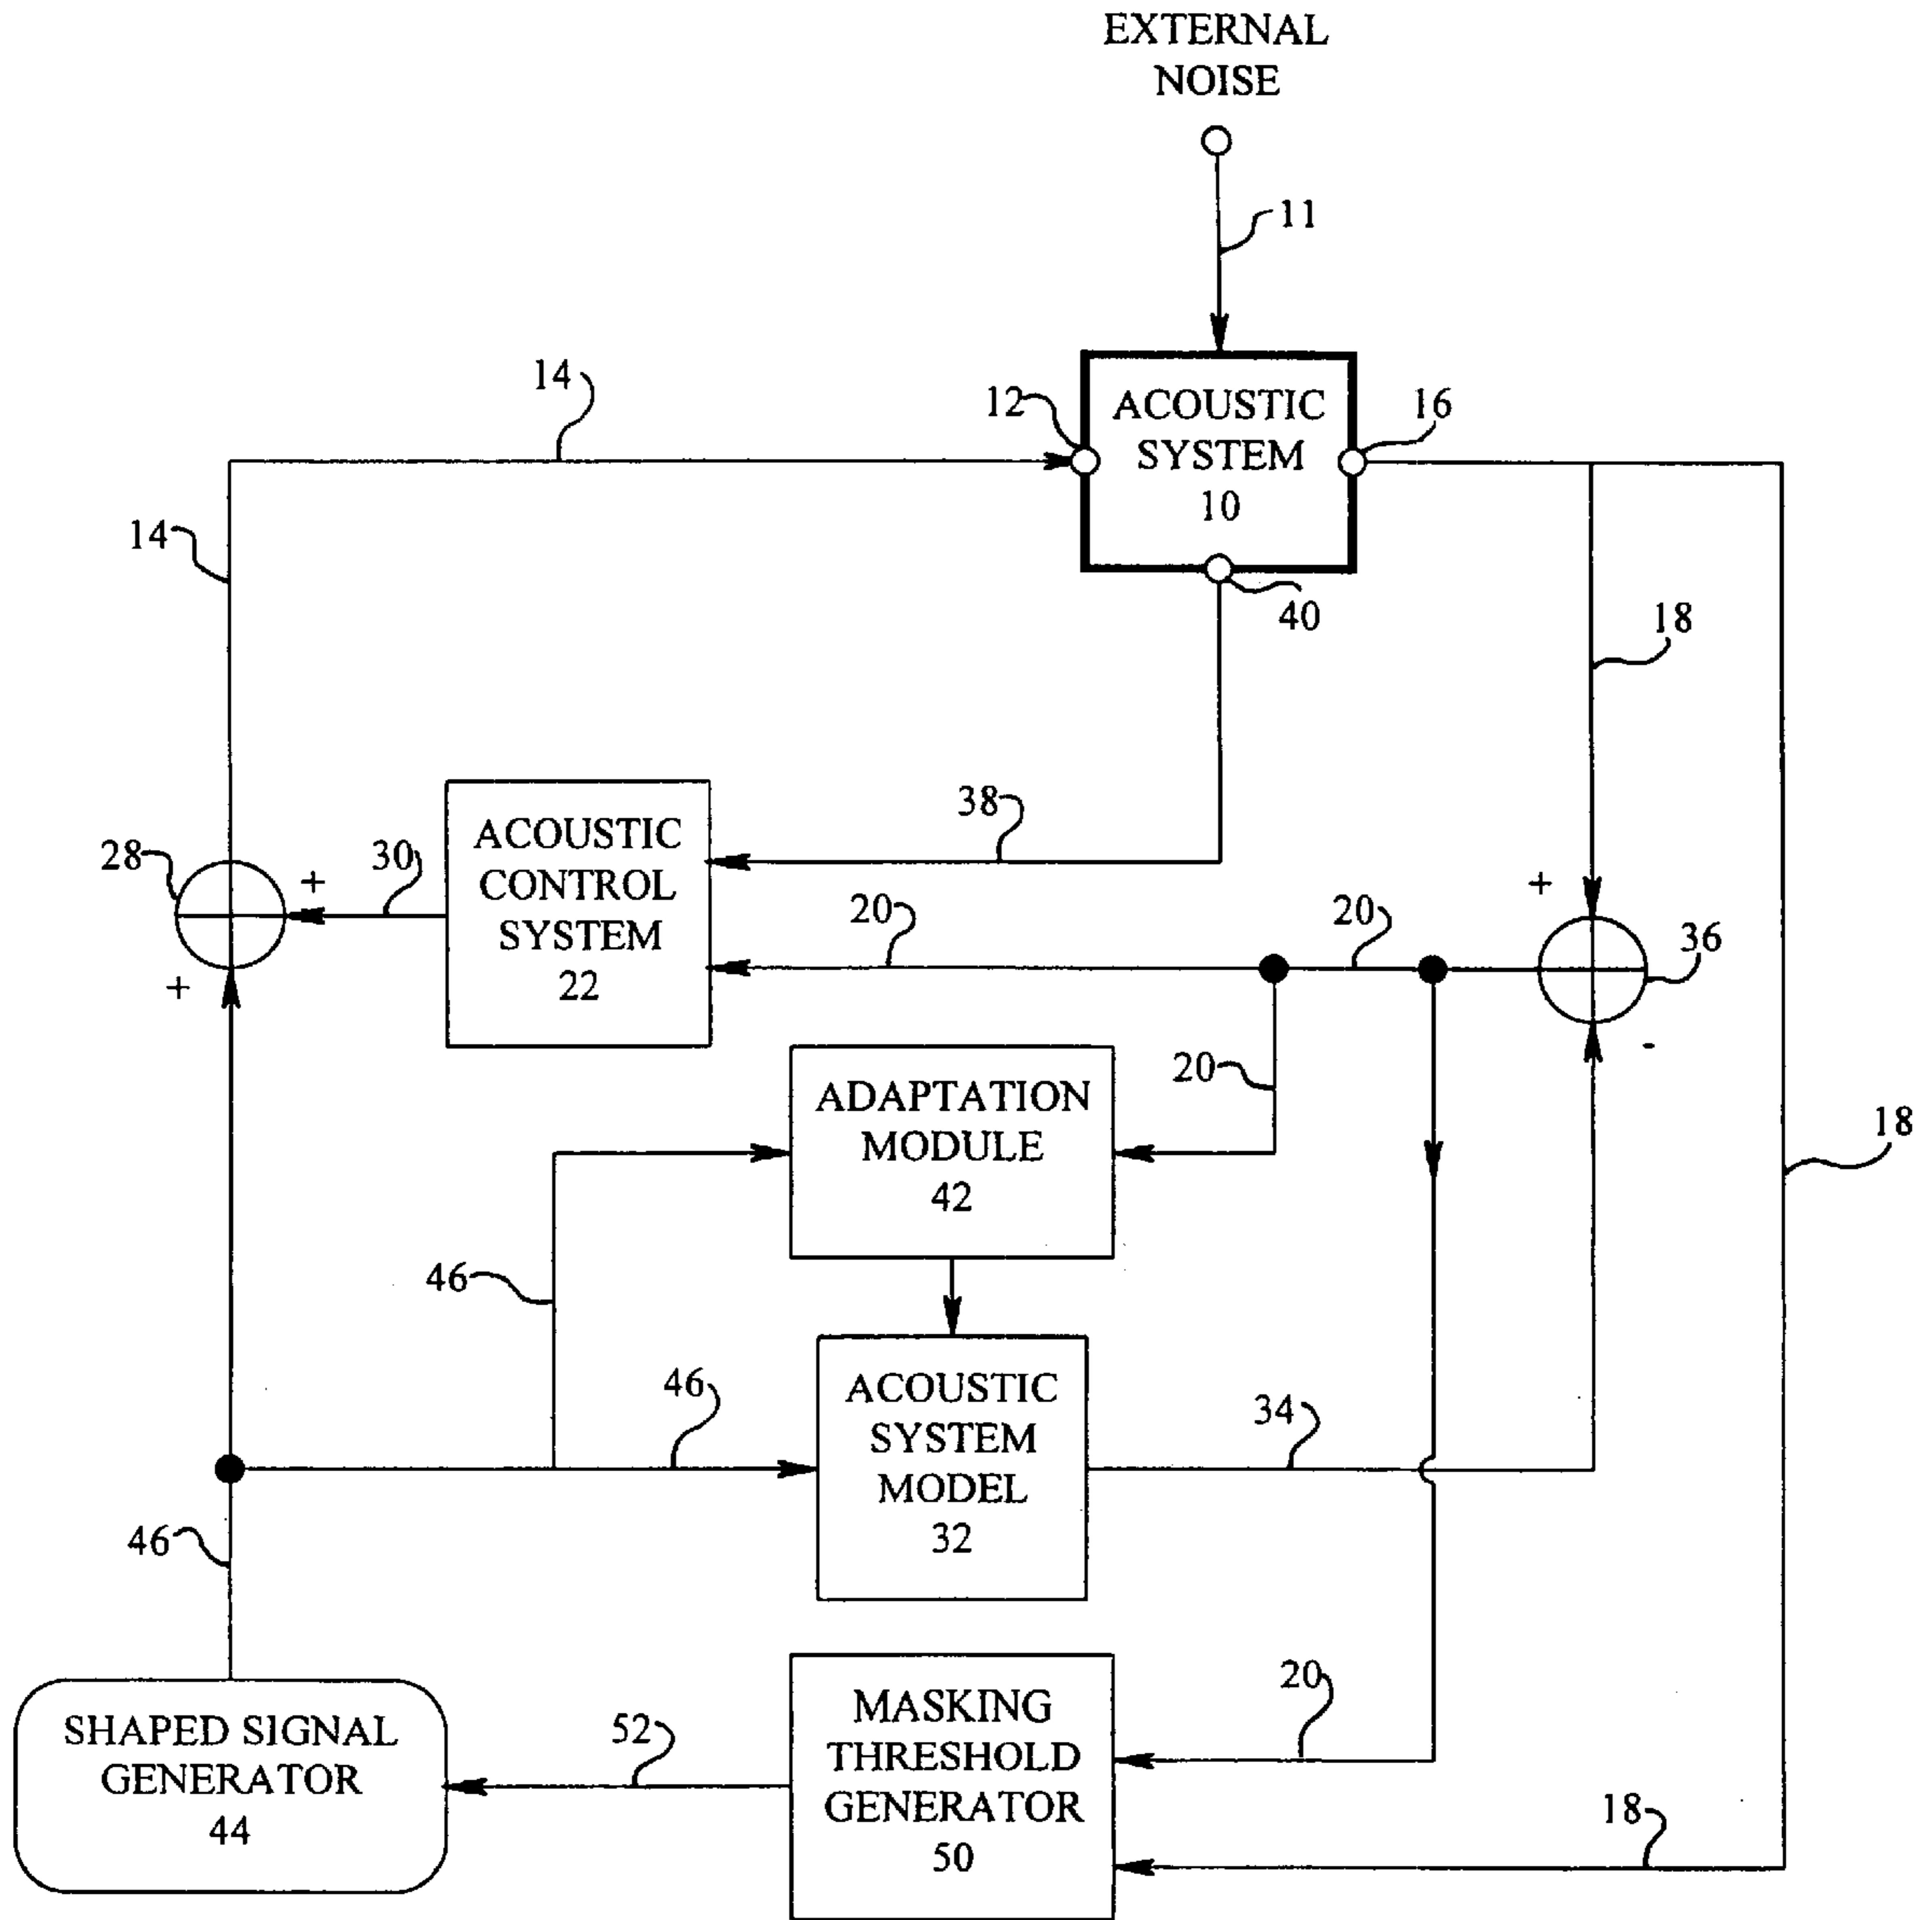 EXTERNAL
NOISE
11
14
12
ACOUSTIC
SYSTEM
10
16
14
40
18
38
ACOUSTIC
CONTROL
SYSTEM
22
28
30
+
+
20
20
+
36
-
20
ADAPTATION
MODULE
42
18
46
46
ACOUSTIC
SYSTEM
MODEL
32
34
46
SHAPED SIGNAL
GENERATOR
44
52
MASKING
THRESHOLD
GENERATOR
50
20
18